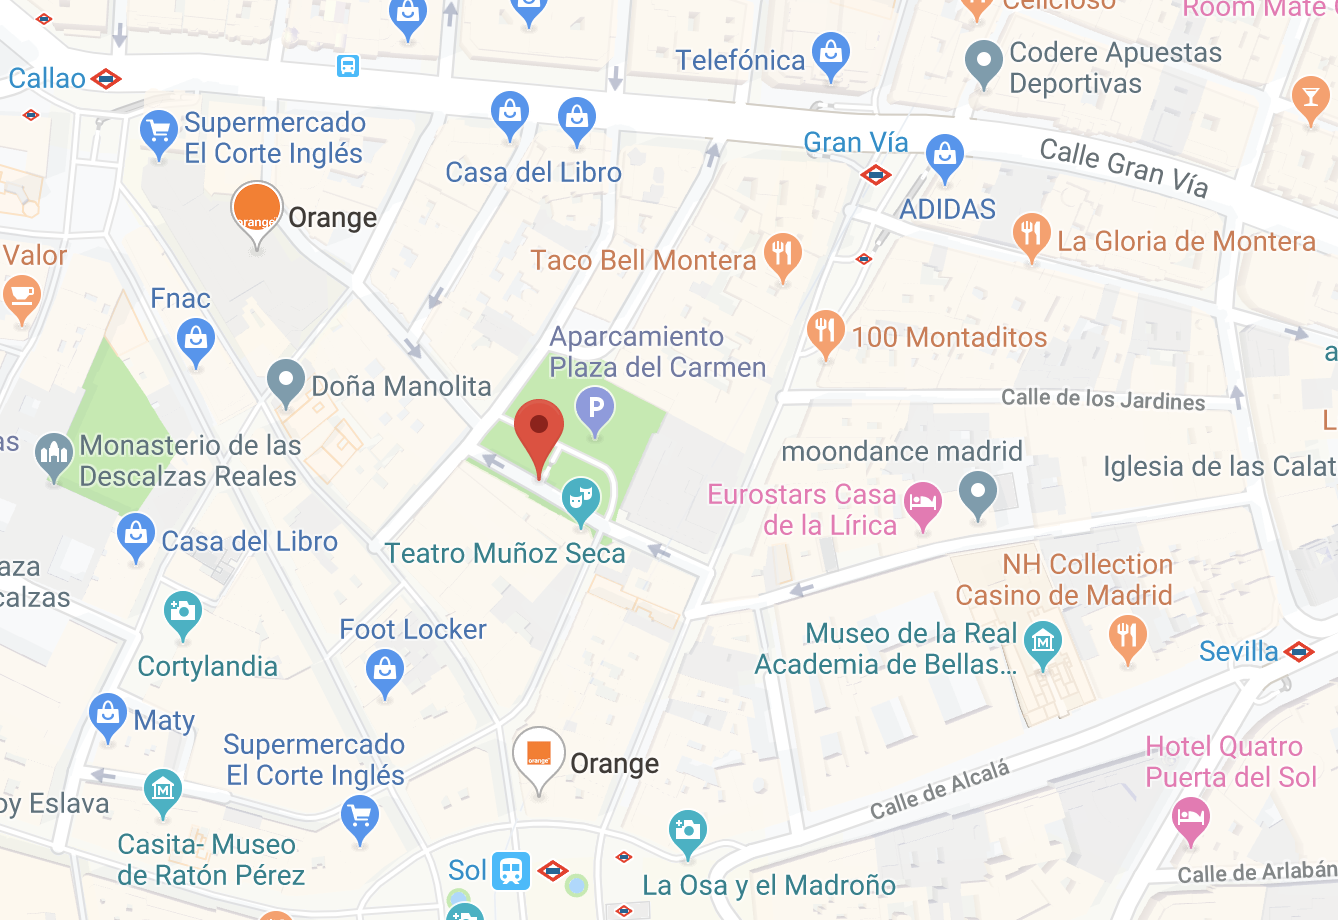 Celicioso
Room Mate
Telefónica
Codere Apuestas
Deportivas
Callao
Supermercado
El Corte Inglés
Casa del Libro
Gran Vía
Calle Gran Vía
ADIDAS
orange
Orange
Valor
Taco Bell Montera
La Gloria de Montera
Fnac
Aparcamiento
Plaza del Carmen
P
100 Montaditos
Doña Manolita
Calle de los Jardines
Monasterio de las
Descalzas Reales
moondance madrid
Iglesia de las Calat
Eurostars Casa
de la Lírica
Casa del Libro
Teatro Muñoz Seca
NH Collection
Casino de Madrid
aza
calzas
Foot Locker
Museo de la Real
Academia de Bellas...
Sevilla
Cortylandia
Maty
Supermercado
El Corte Inglés
orange
Orange
Hotel Quatro
Puerta del Sol
oy Eslava
Calle de Alcalá
Casita- Museo
de Ratón Pérez
Sol
La Osa y el Madroño
Calle de Arlabán